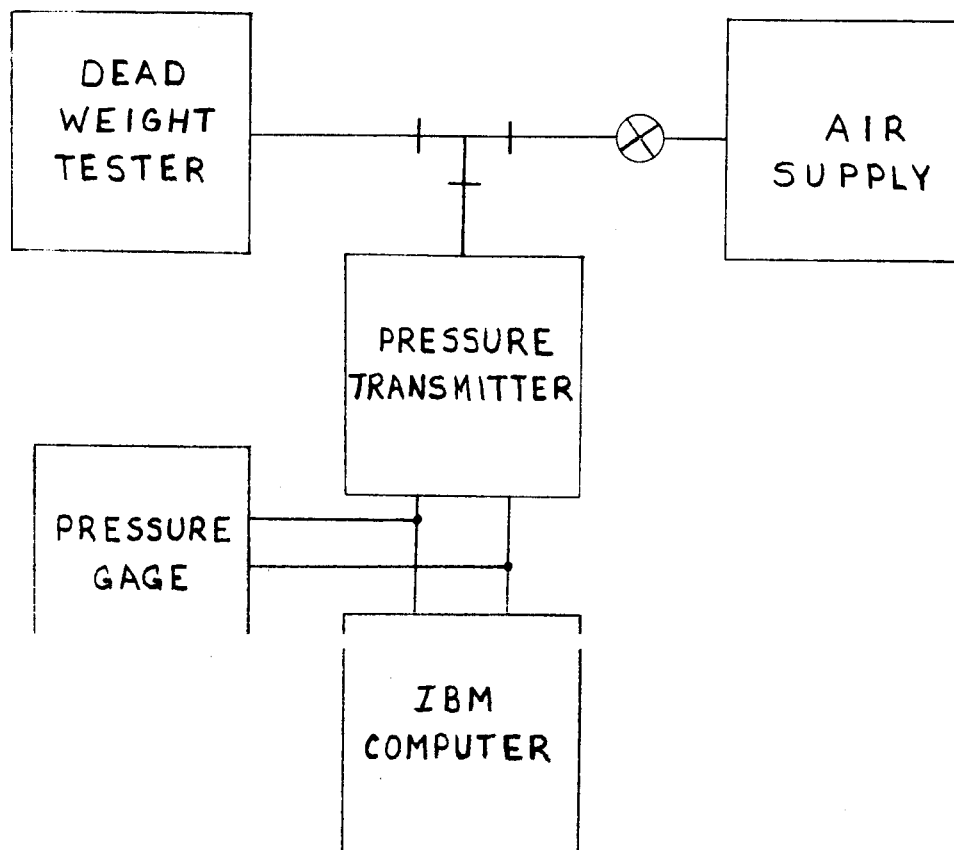 DEAD
WEIGHT
TESTER
AIR
SUPPLY
PRESSURE
TRANSMITTER
PRESSURE
GAGE
IBM
COMPUTER